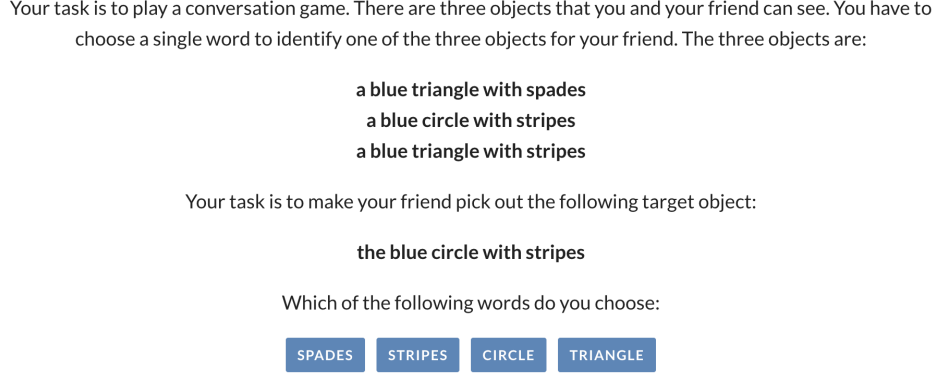 Your task is to play a conversation game. There are three objects that you and your friend can see. You have to
choose a single word to identify one of the three objects for your friend. The three objects are:
a blue triangle with spades
a blue circle with stripes
a blue triangle with stripes
Your task is to make your friend pick out the following target object:
the blue circle with stripes
Which of the following words do you choose:
SPADES STRIPES CIRCLE TRIANGLE